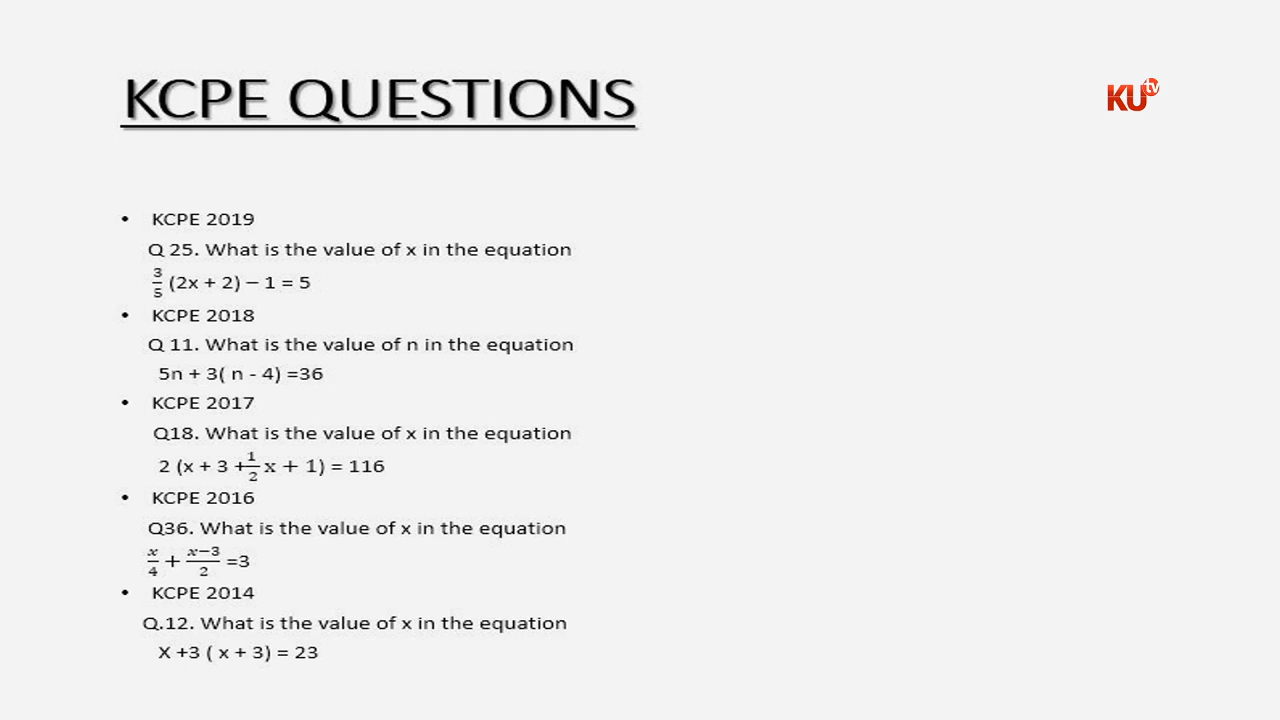 KCPE QUESTIONS
KU tv
• KCPE 2019
Q 25. What is the value of x in the equation
3/5 (2x + 2) – 1 = 5
• KCPE 2018
Q 11. What is the value of n in the equation
5n + 3( n - 4) =36
• KCPE 2017
Q18. What is the value of x in the equation
2 (x + 3 +1/2 x + 1) = 116
• KCPE 2016
Q36. What is the value of x in the equation
x/4 + x−3/2 =3
• KCPE 2014
Q.12. What is the value of x in the equation
X +3 ( x + 3) = 23